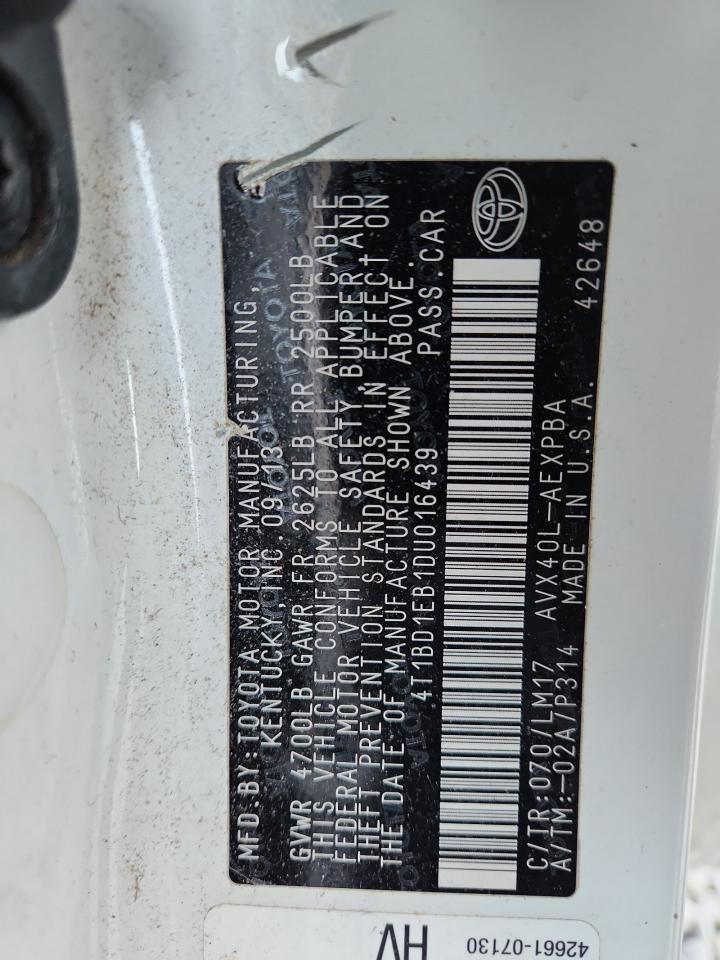 MFD.BY:TOYOTA MOTOR MANUFACTURING,
KENTUCKY,INC. 09/13
GVWR 4700LB GAWR FR 2625LB RR 2500LB
THIS VEHICLE CONFORMS TO ALL APPLICABLE
FEDERAL MOTOR VEHICLE SAFETY, BUMPER, AND
THEFT PREVENTION STANDARDS IN EFFECT ON
THE DATE OF MANUFACTURE SHOWN ABOVE.
4T1BD1EB1DU016439 PASS.CAR
C/TR:070/LM17 AVX40L-AEXPBA 42648
A/TM:-02A/P314 MADE IN U.S.A.
HV
42661-07130